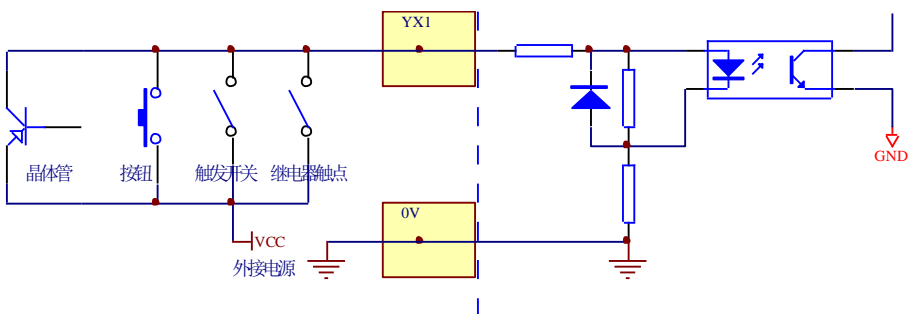 YX1
GND
晶体管
按钮
触发开关
继电器触点
0V
VCC
外接电源